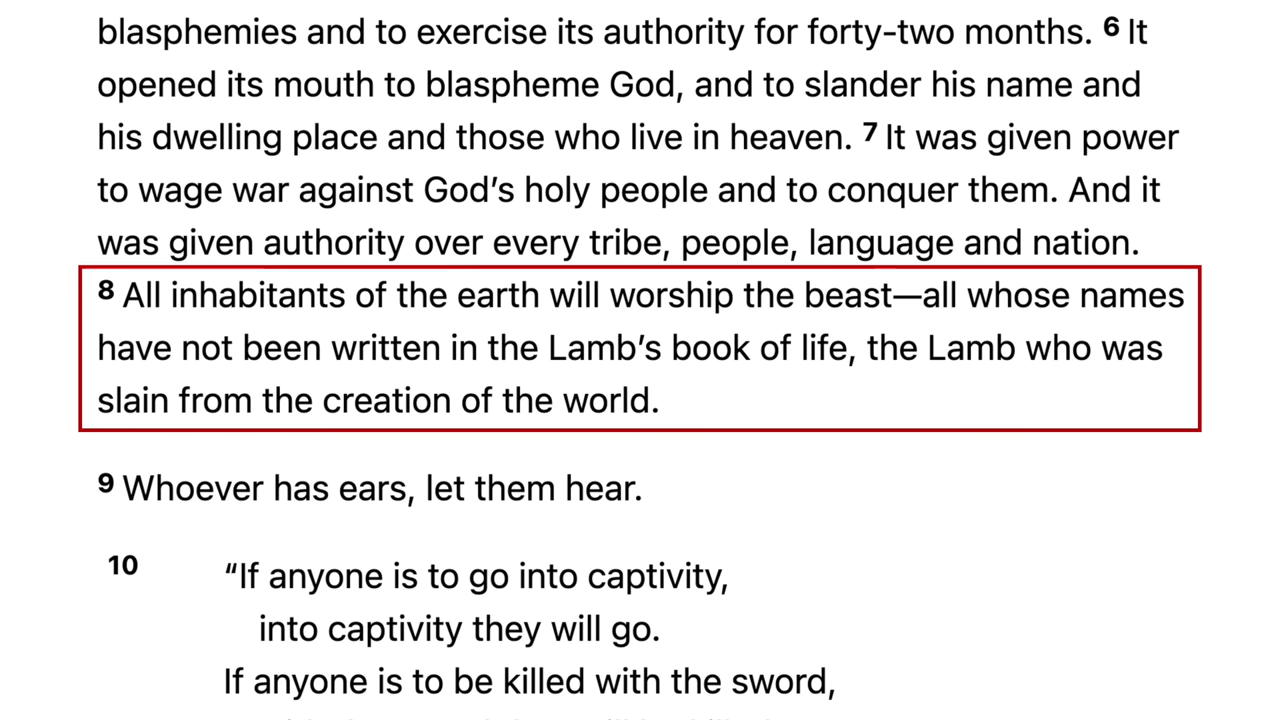 blasphemies and to exercise its authority for forty-two months. 6 It
opened its mouth to blaspheme God, and to slander his name and
his dwelling place and those who live in heaven. 7 It was given power
to wage war against God’s holy people and to conquer them. And it
was given authority over every tribe, people, language and nation.
8 All inhabitants of the earth will worship the beast—all whose names
have not been written in the Lamb’s book of life, the Lamb who was
slain from the creation of the world.
9 Whoever has ears, let them hear.
10 “If anyone is to go into captivity,
into captivity they will go.
If anyone is to be killed with the sword,